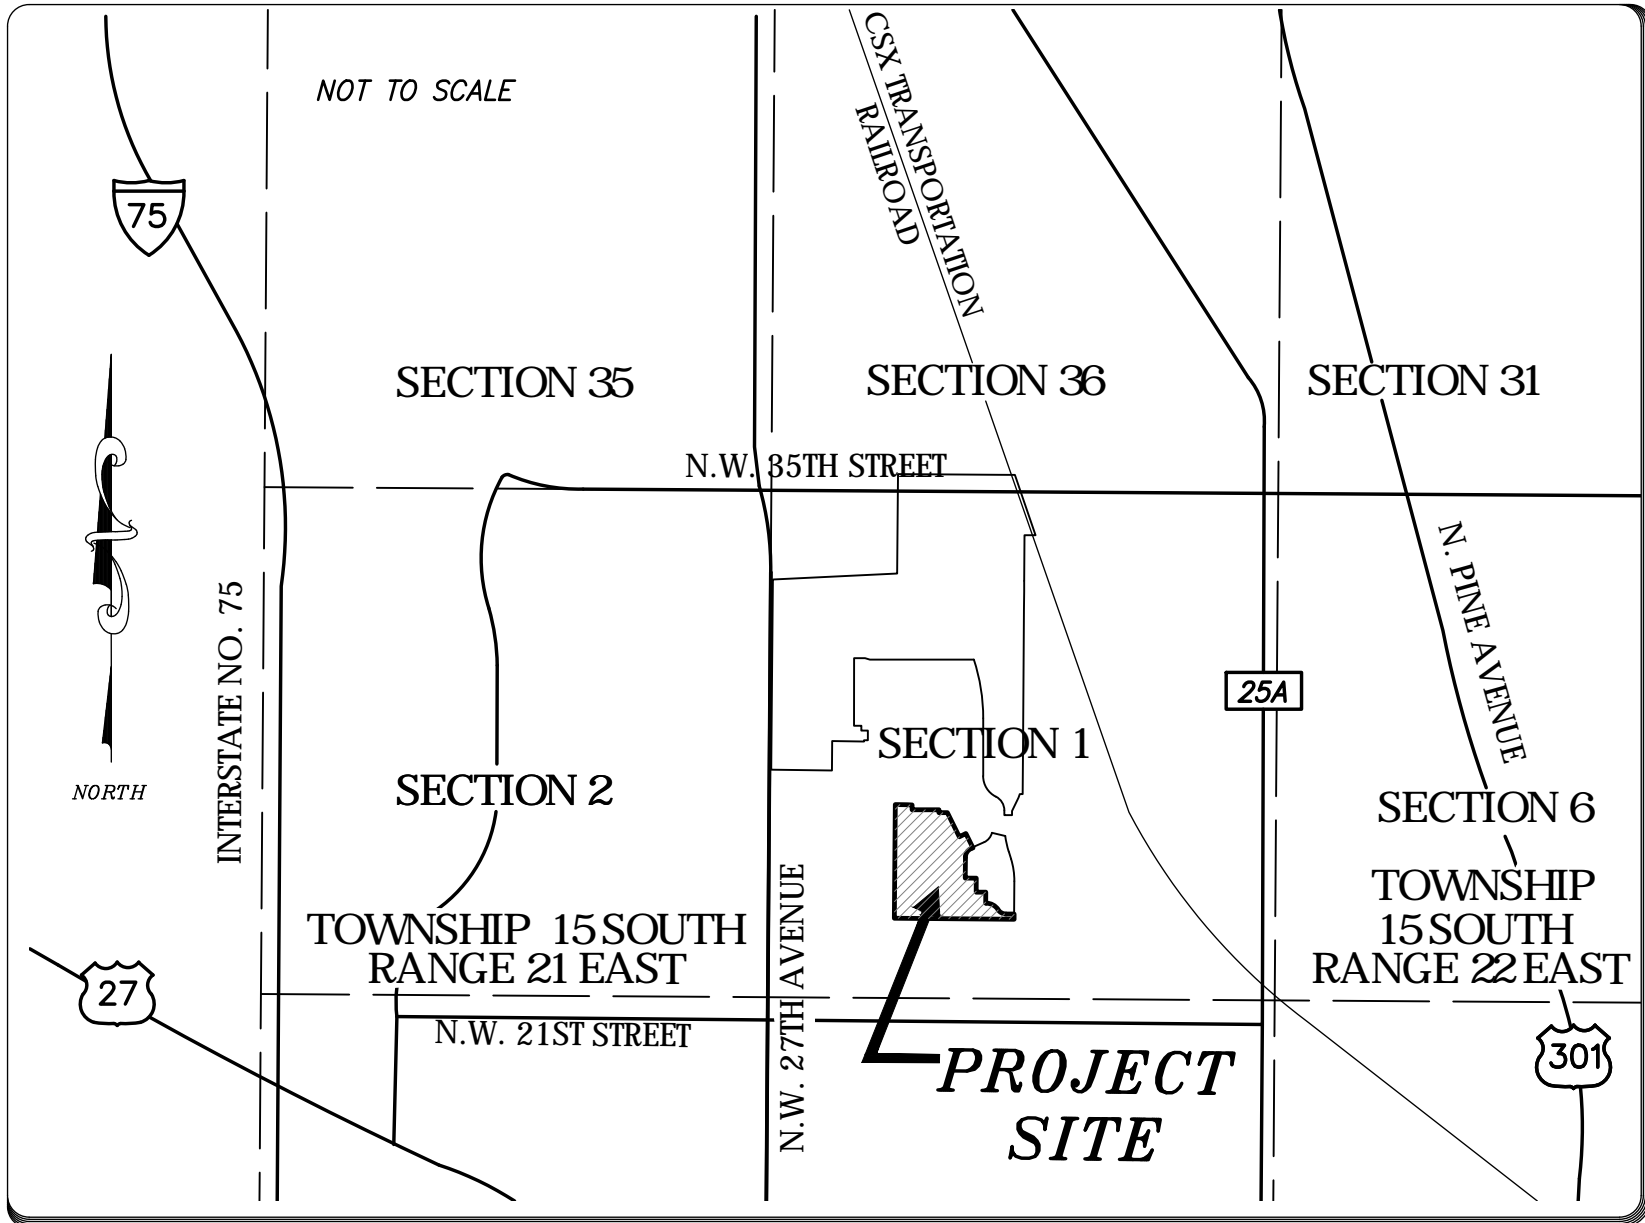 NOT TO SCALE
CSX TRANSPORTATION
RAILROAD
75
SECTION 35
SECTION 36
SECTION 31
N.W. 35TH STREET
N. PINE AVENUE
INTERSTATE NO. 75
25A
SECTION 1
NORTH
SECTION 2
SECTION 6
TOWNSHIP
15 SOUTH
RANGE 22 EAST
TOWNSHIP 15 SOUTH
RANGE 21 EAST
N.W. 27TH AVENUE
27
N.W. 21ST STREET
301
PROJECT
SITE